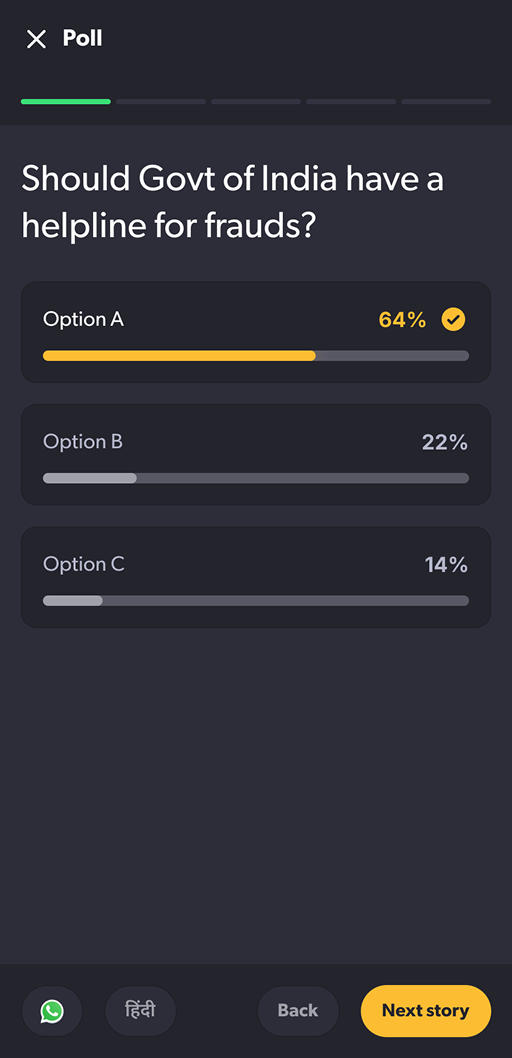 Poll
Should Govt of India have a
helpline for frauds?
Option A
64%
Option B
22%
Option C
14%
हिंदी
Back
Next story